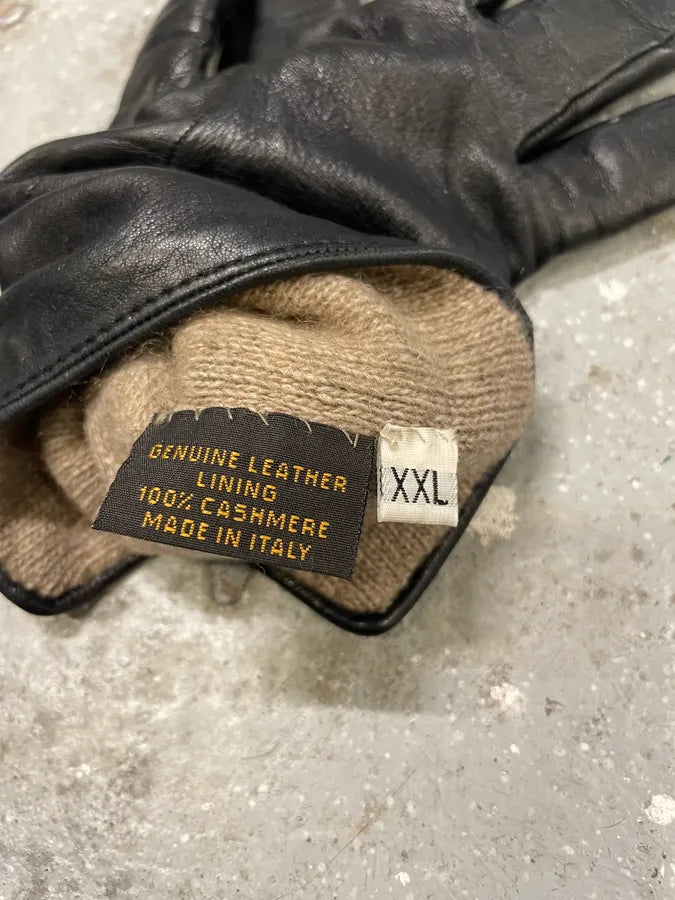 GENUINE LEATHER
LINING
100% CASHMERE
MADE IN ITALY
XXL